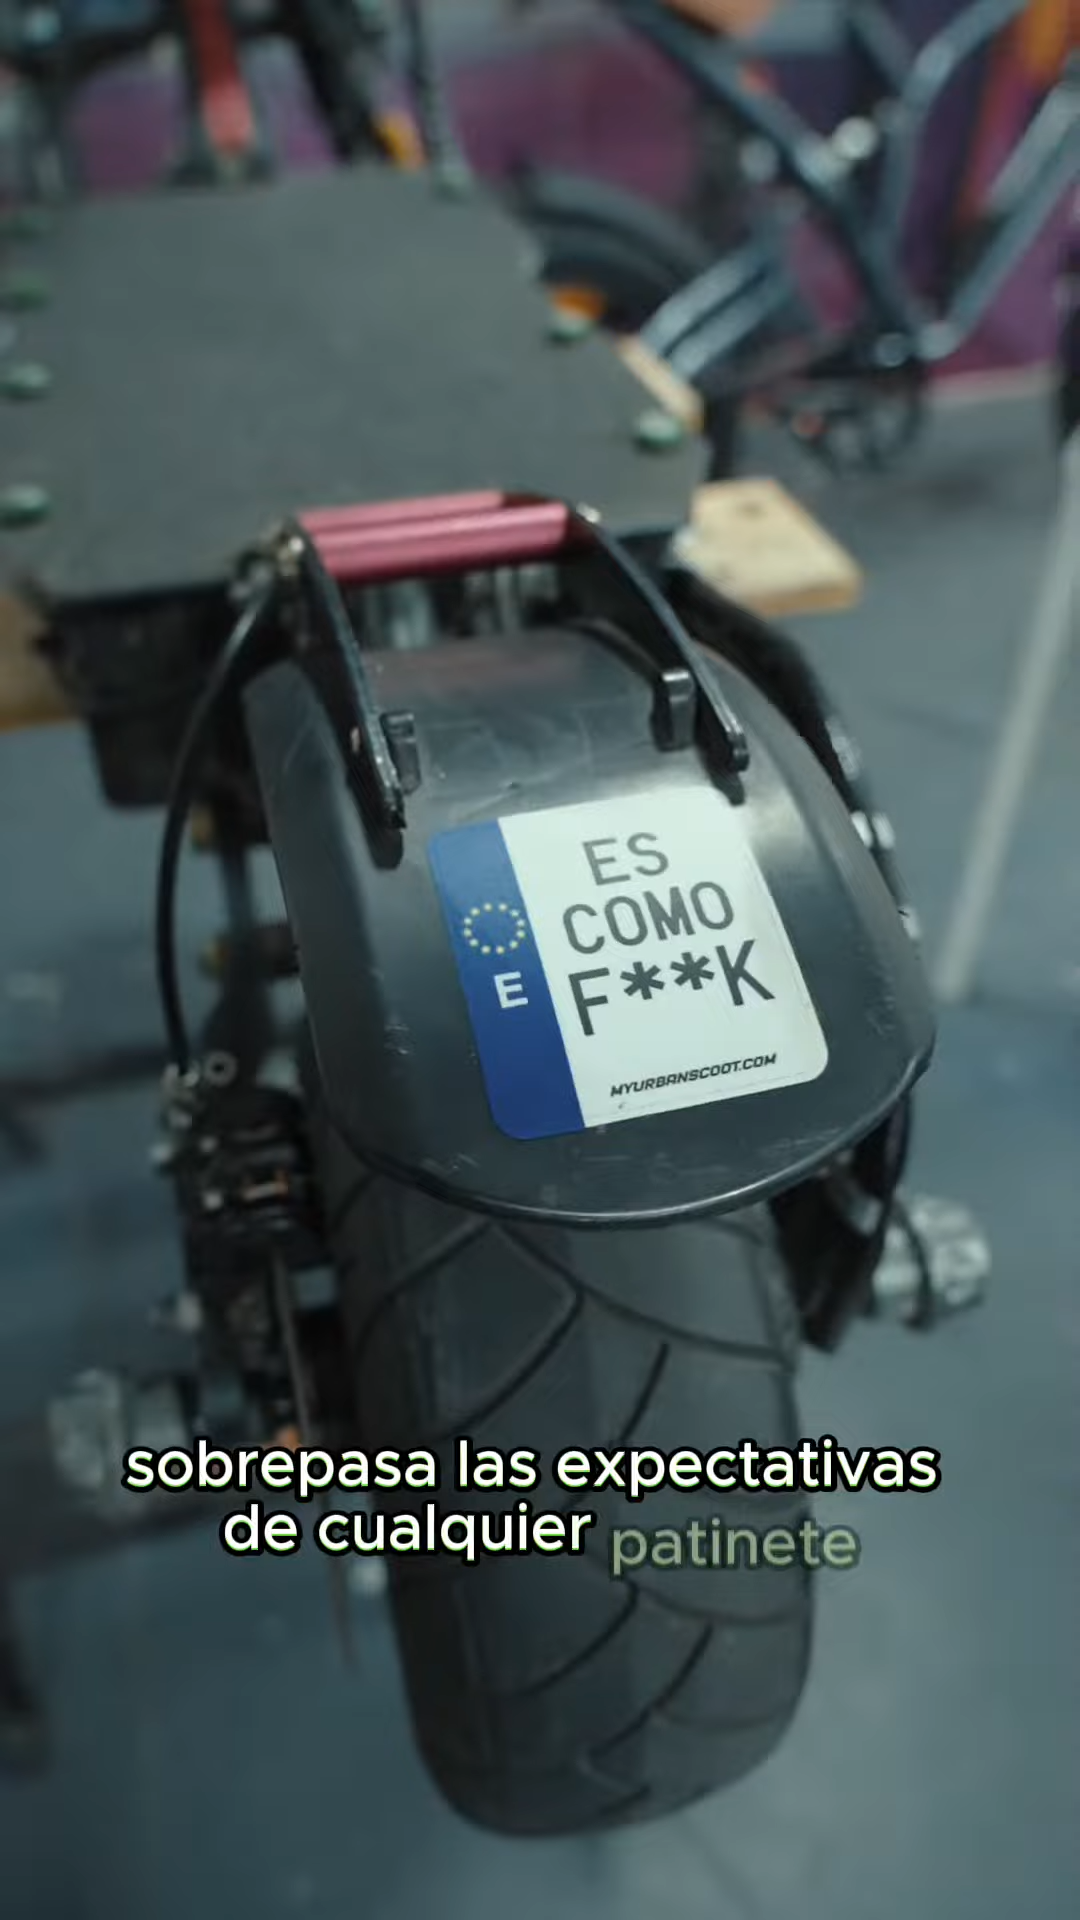 ES
COMO
F**K
E
MYURBANSCOOT.COM
sobrepasa las expectativas
de cualquier patinete